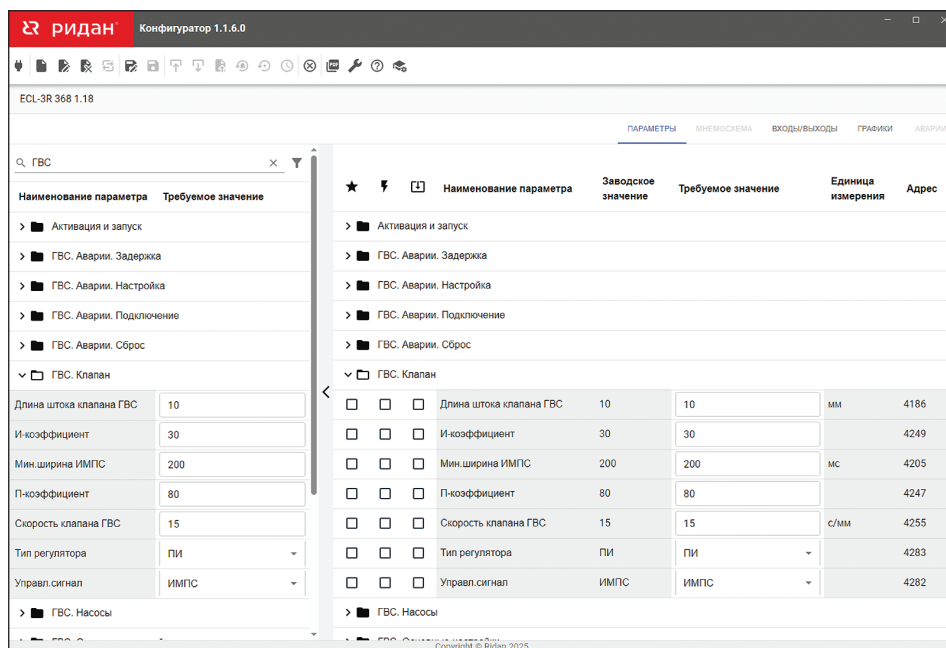 ридан Конфигуратор 1.1.6.0
ECL-3R 368 1.18
ПАРАМЕТРЫ МНЕМОСХЕМА ВХОДЫ/ВЫХОДЫ ГРАФИКИ АВАРИИ
ГВС
Наименование параметра Требуемое значение
Активация и запуск
ГВС. Аварии. Задержка
ГВС. Аварии. Настройка
ГВС. Аварии. Подключение
ГВС. Аварии. Сброс
ГВС. Клапан
Длина штока клапана ГВС 10
И-коэффициент 30
Мин.ширина ИМПС 200
П-коэффициент 80
Скорость клапана ГВС 15
Тип регулятора ПИ
Управл.сигнал ИМПС
ГВС. Насосы
Наименование параметра Заводское значение Требуемое значение Единица измерения Адрес
Активация и запуск
ГВС. Аварии. Задержка
ГВС. Аварии. Настройка
ГВС. Аварии. Подключение
ГВС. Аварии. Сброс
ГВС. Клапан
Длина штока клапана ГВС 10 10 мм 4186
И-коэффициент 30 30 4249
Мин.ширина ИМПС 200 200 мс 4205
П-коэффициент 80 80 4247
Скорость клапана ГВС 15 15 с/мм 4255
Тип регулятора ПИ ПИ 4283
Управл.сигнал ИМПС ИМПС 4282
ГВС. Насосы
Copyright © Ridan 2025